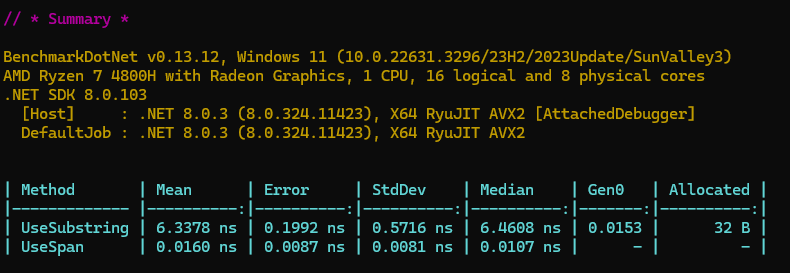 // * Summary *
BenchmarkDotNet v0.13.12, Windows 11 (10.0.22631.3296/23H2/2023Update/SunValley3)
AMD Ryzen 7 4800H with Radeon Graphics, 1 CPU, 16 logical and 8 physical cores
.NET SDK 8.0.103
  [Host]     : .NET 8.0.3 (8.0.324.11423), X64 RyuJIT AVX2 [AttachedDebugger]
  DefaultJob : .NET 8.0.3 (8.0.324.11423), X64 RyuJIT AVX2
| Method       | Mean      | Error     | StdDev    | Median    | Gen0   | Allocated |
|------------- |----------:|----------:|----------:|----------:|-------:|----------:|
| UseSubstring | 6.3378 ns | 0.1992 ns | 0.5716 ns | 6.4608 ns | 0.0153 |      32 B |
| UseSpan      | 0.0160 ns | 0.0087 ns | 0.0081 ns | 0.0107 ns |      - |         - |